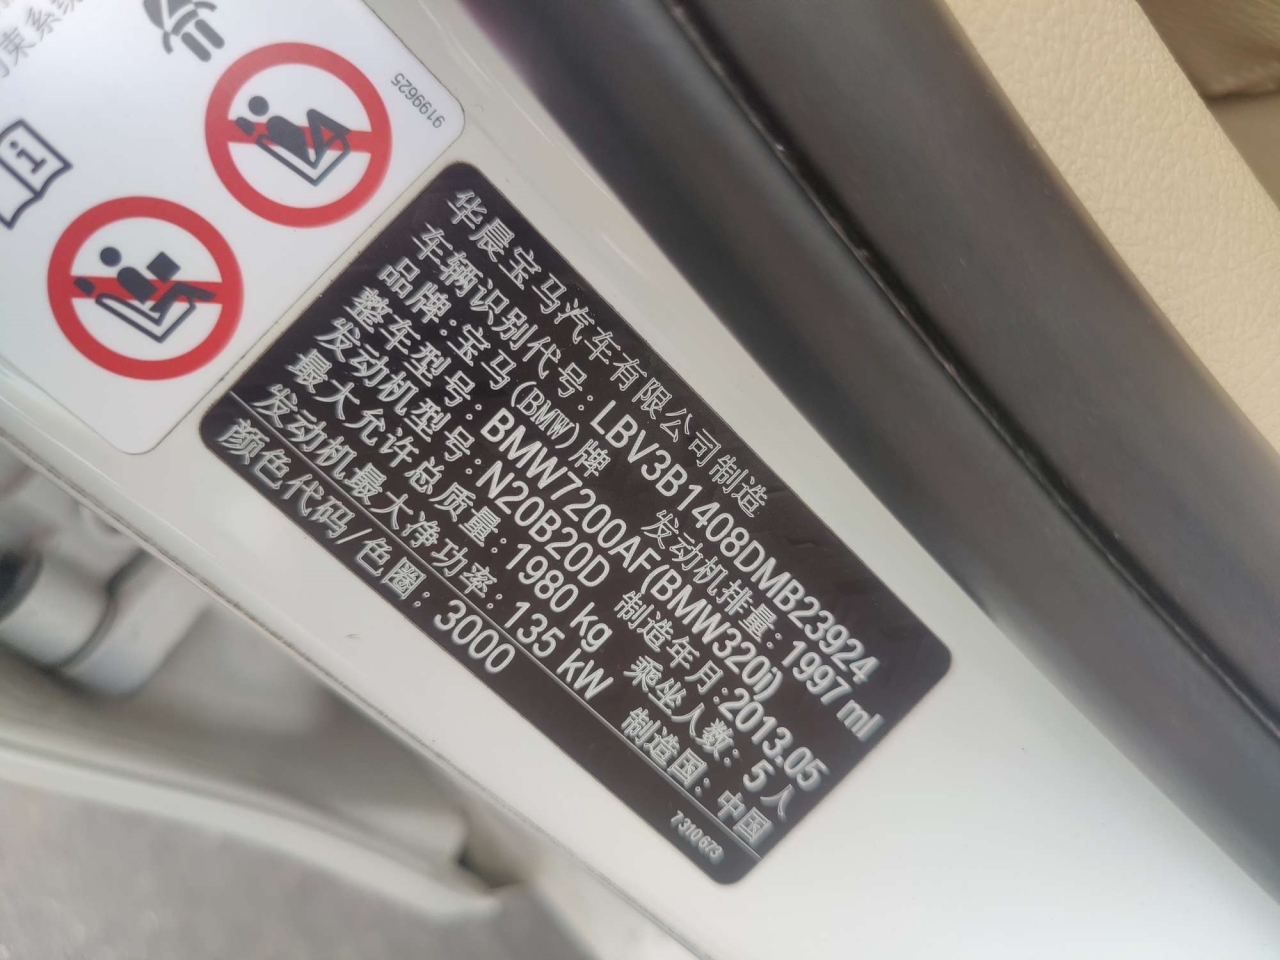 束系统
9199625
华晨宝马汽车有限公司制造
车辆识别代号: LBV3B1408DMB23924
品牌:宝马(BMW)牌 发动机排量: 1997 ml
整车型号: BMW7200AF(BMW320i)
发动机型号: N20B20D 制造年月:2013.05
最大允许总质量: 1980 kg 乘坐人数: 5人
发动机最大净功率: 135 kW 制造国: 中国
颜色代码/色圈: 3000
7310673